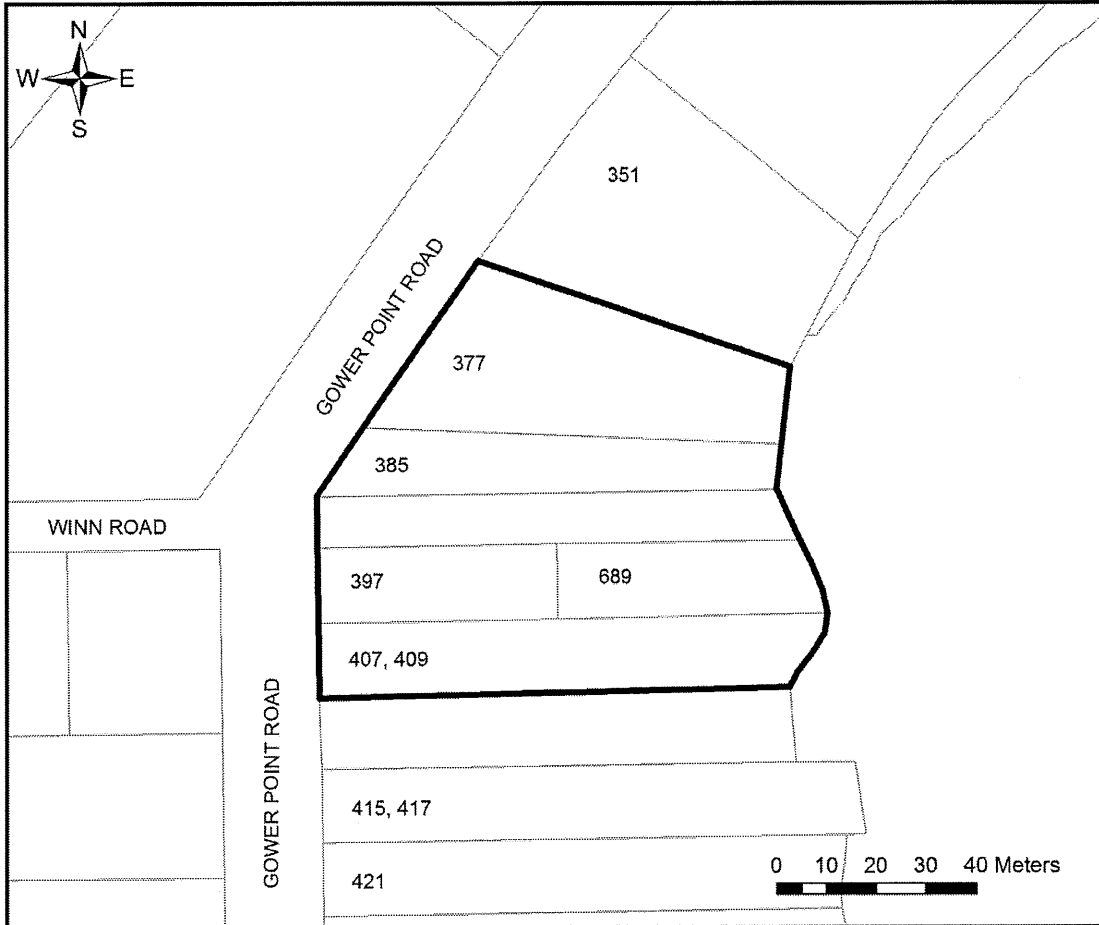 N
W E
S
351
GOWER POINT ROAD
377
385
WINN ROAD
397
689
407, 409
GOWER POINT ROAD
415, 417
421
0 10 20 30 40 Meters